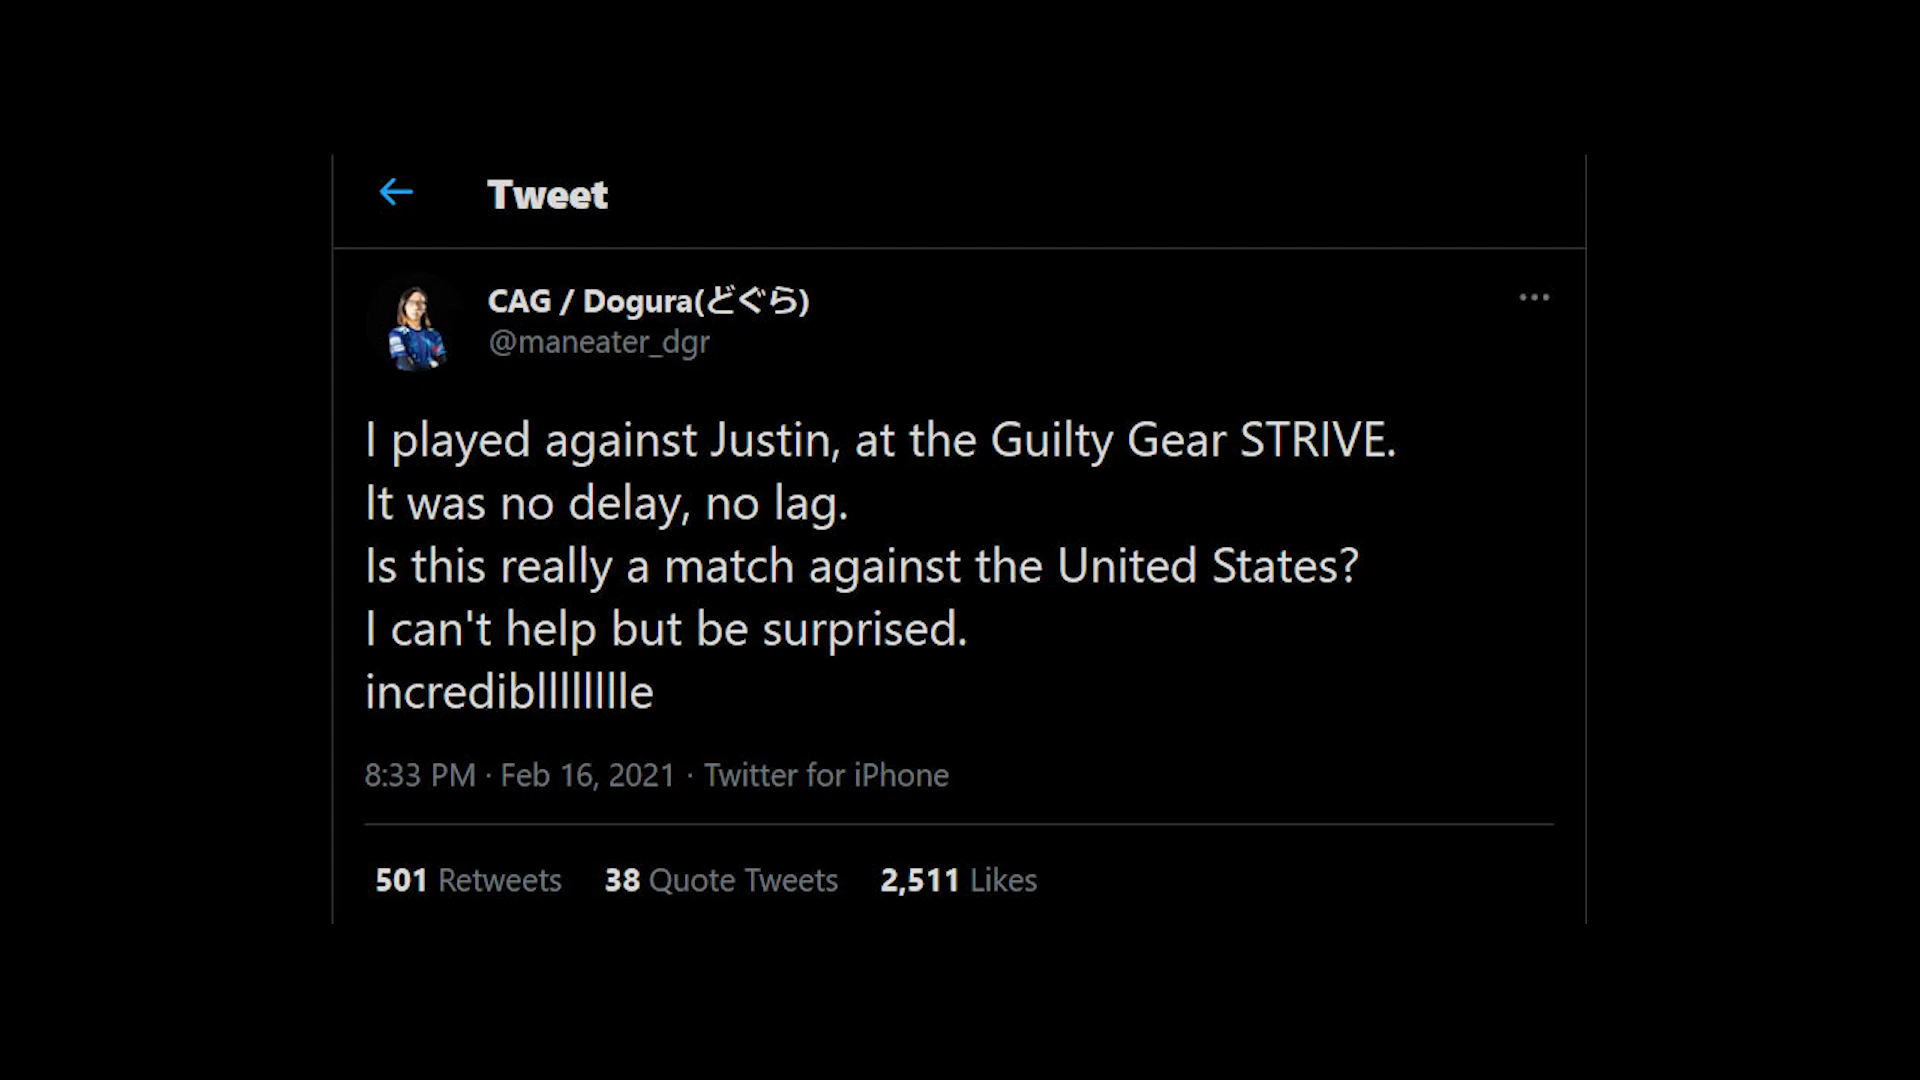 Tweet
CAG / Dogura(どぐら)
@maneater_dgr
I played against Justin, at the Guilty Gear STRIVE.
It was no delay, no lag.
Is this really a match against the United States?
I can't help but be surprised.
incrediblllllllle
8:33 PM · Feb 16, 2021 · Twitter for iPhone
501 Retweets 38 Quote Tweets 2,511 Likes